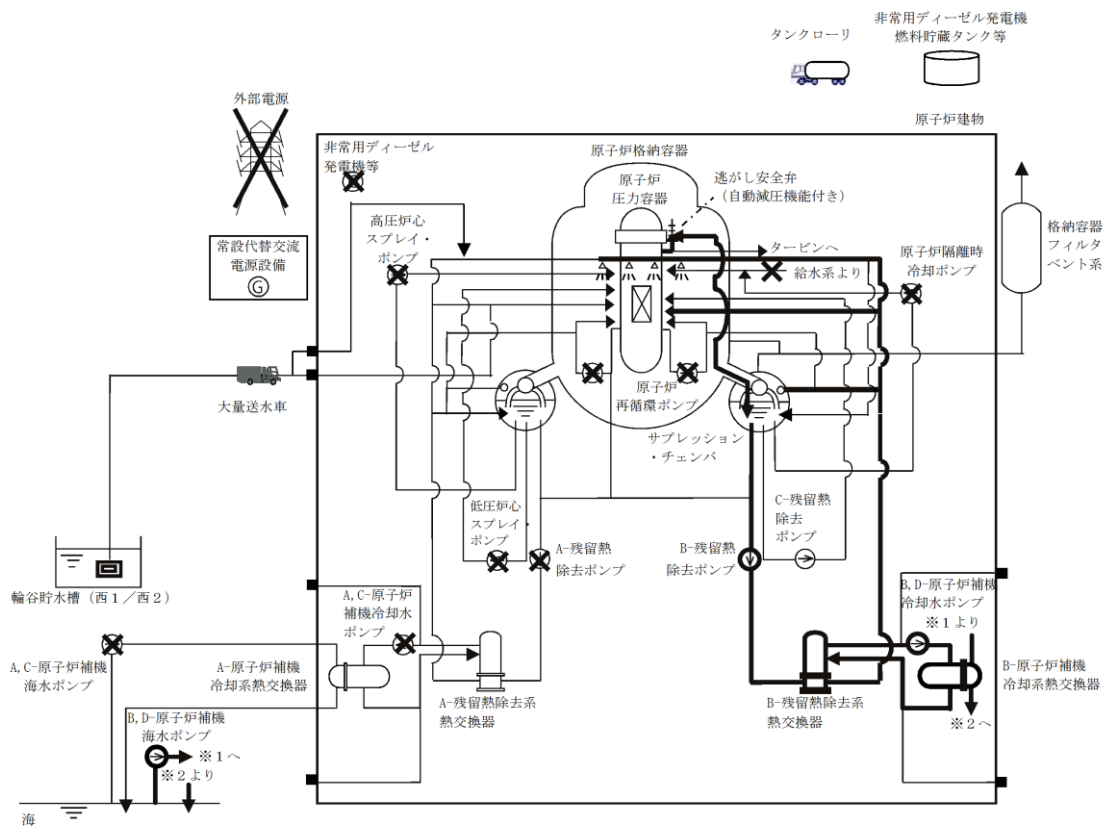 タンクローリ
非常用ディーゼル発電機
燃料貯蔵タンク等
外部電源
原子炉建物
非常用ディーゼル
発電機等
原子炉格納容器
原子炉
圧力容器
逃がし安全弁
（自動減圧機能付き）
高圧炉心
スプレイ・
ポンプ
常設代替交流
電源設備
G
タービンへ
給水系より
原子炉隔離時
冷却ポンプ
格納容器
フィルタ
ベント系
大量送水車
原子炉
再循環ポンプ
サプレッション
・チェンバ
低圧炉心
スプレイ・
ポンプ
A-残留熱
除去ポンプ
B-残留熱
除去ポンプ
C-残留熱
除去
ポンプ
輪谷貯水槽（西１／西２）
A,C-原子炉
補機冷却水
ポンプ
B,D-原子炉補機
冷却水ポンプ
※１より
A,C-原子炉補機
海水ポンプ
A-原子炉補機
冷却系熱交換器
A-残留熱除去系
熱交換器
B-残留熱除去系
熱交換器
B-原子炉補機
冷却系熱交換器
※２へ
B,D-原子炉補機
海水ポンプ
※１へ
※２より
海